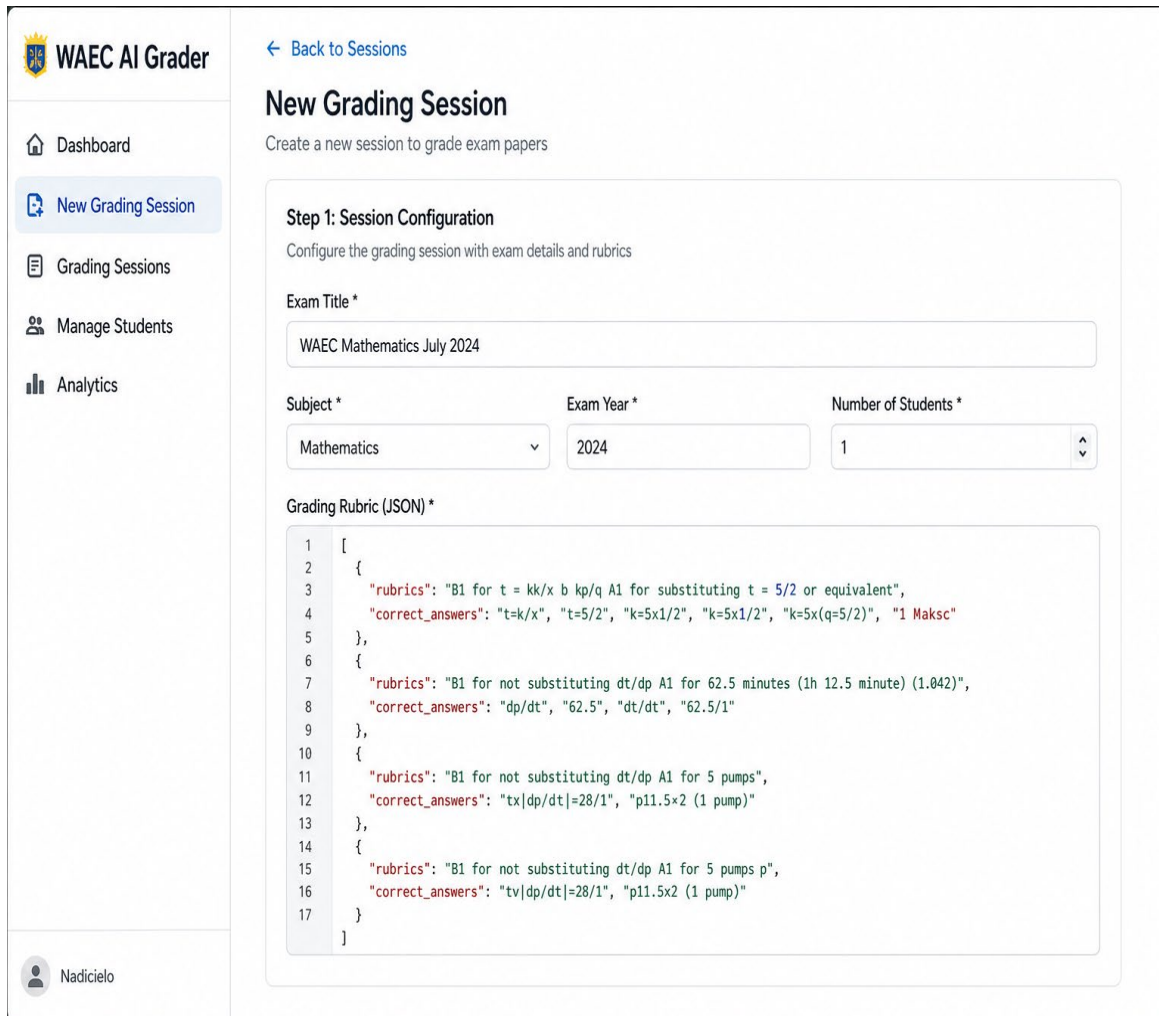 WAEC AI Grader
Dashboard
New Grading Session
Grading Sessions
Manage Students
Analytics
Nadicielo
← Back to Sessions
New Grading Session
Create a new session to grade exam papers
Step 1: Session Configuration
Configure the grading session with exam details and rubrics
Exam Title *
WAEC Mathematics July 2024
Subject * Exam Year * Number of Students *
Mathematics 2024 1
Grading Rubric (JSON) *
1 [
2 {
3 "rubrics": "B1 for t = kk/x b kp/q A1 for substituting t = 5/2 or equivalent",
4 "correct_answers": "t=k/x", "t=5/2", "k=5x1/2", "k=5x1/2", "k=5x(q=5/2)", "1 Maksc"
5 },
6 {
7 "rubrics": "B1 for not substituting dt/dp A1 for 62.5 minutes (1h 12.5 minute) (1.042)",
8 "correct_answers": "dp/dt", "62.5", "dt/dt", "62.5/1"
9 },
10 {
11 "rubrics": "B1 for not substituting dt/dp A1 for 5 pumps",
12 "correct_answers": "tx|dp/dt|=28/1", "p11.5×2 (1 pump)"
13 },
14 {
15 "rubrics": "B1 for not substituting dt/dp A1 for 5 pumps p",
16 "correct_answers": "tv|dp/dt|=28/1", "p11.5x2 (1 pump)"
17 }
]